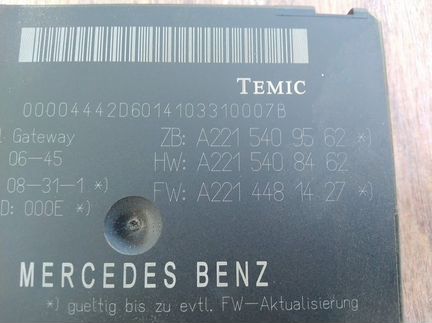 TEMIC
00004442D6014103310007B
Gateway ZB: A221 540 95 62 *)
06-45 HW: A221 540 84 62
08-31-1 *) FW: A221 448 14 27 *)
D: 000E *)
MERCEDES BENZ
*) gueltig bis zu evtl. FW-Aktualisierung